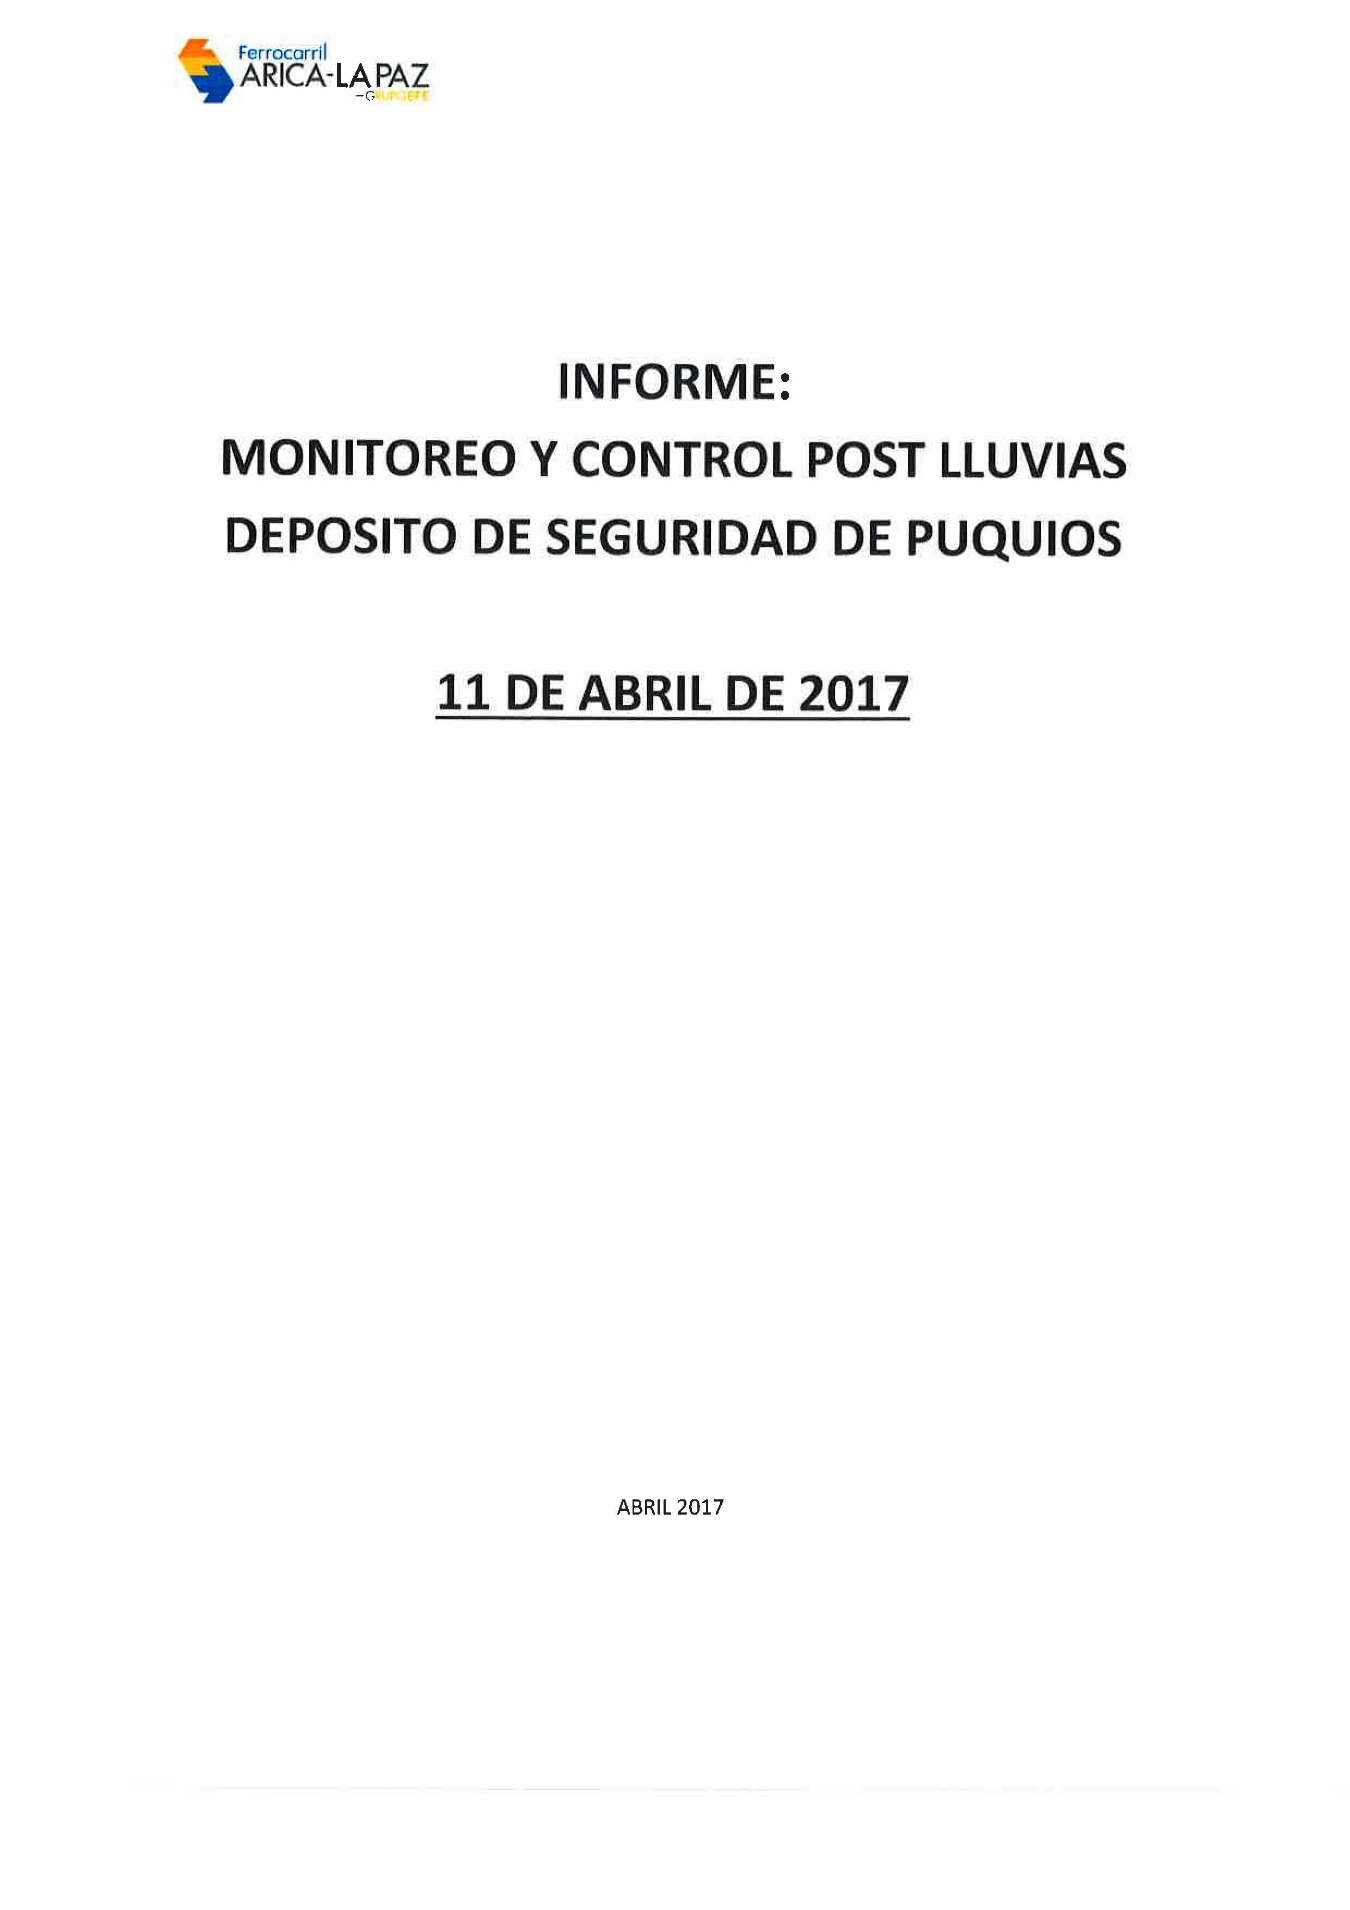 Ferrocarril
ARICA-LA PAZ
–GRUPOEFE
INFORME:
MONITOREO Y CONTROL POST LLUVIAS
DEPOSITO DE SEGURIDAD DE PUQUIOS
11 DE ABRIL DE 2017
ABRIL 2017